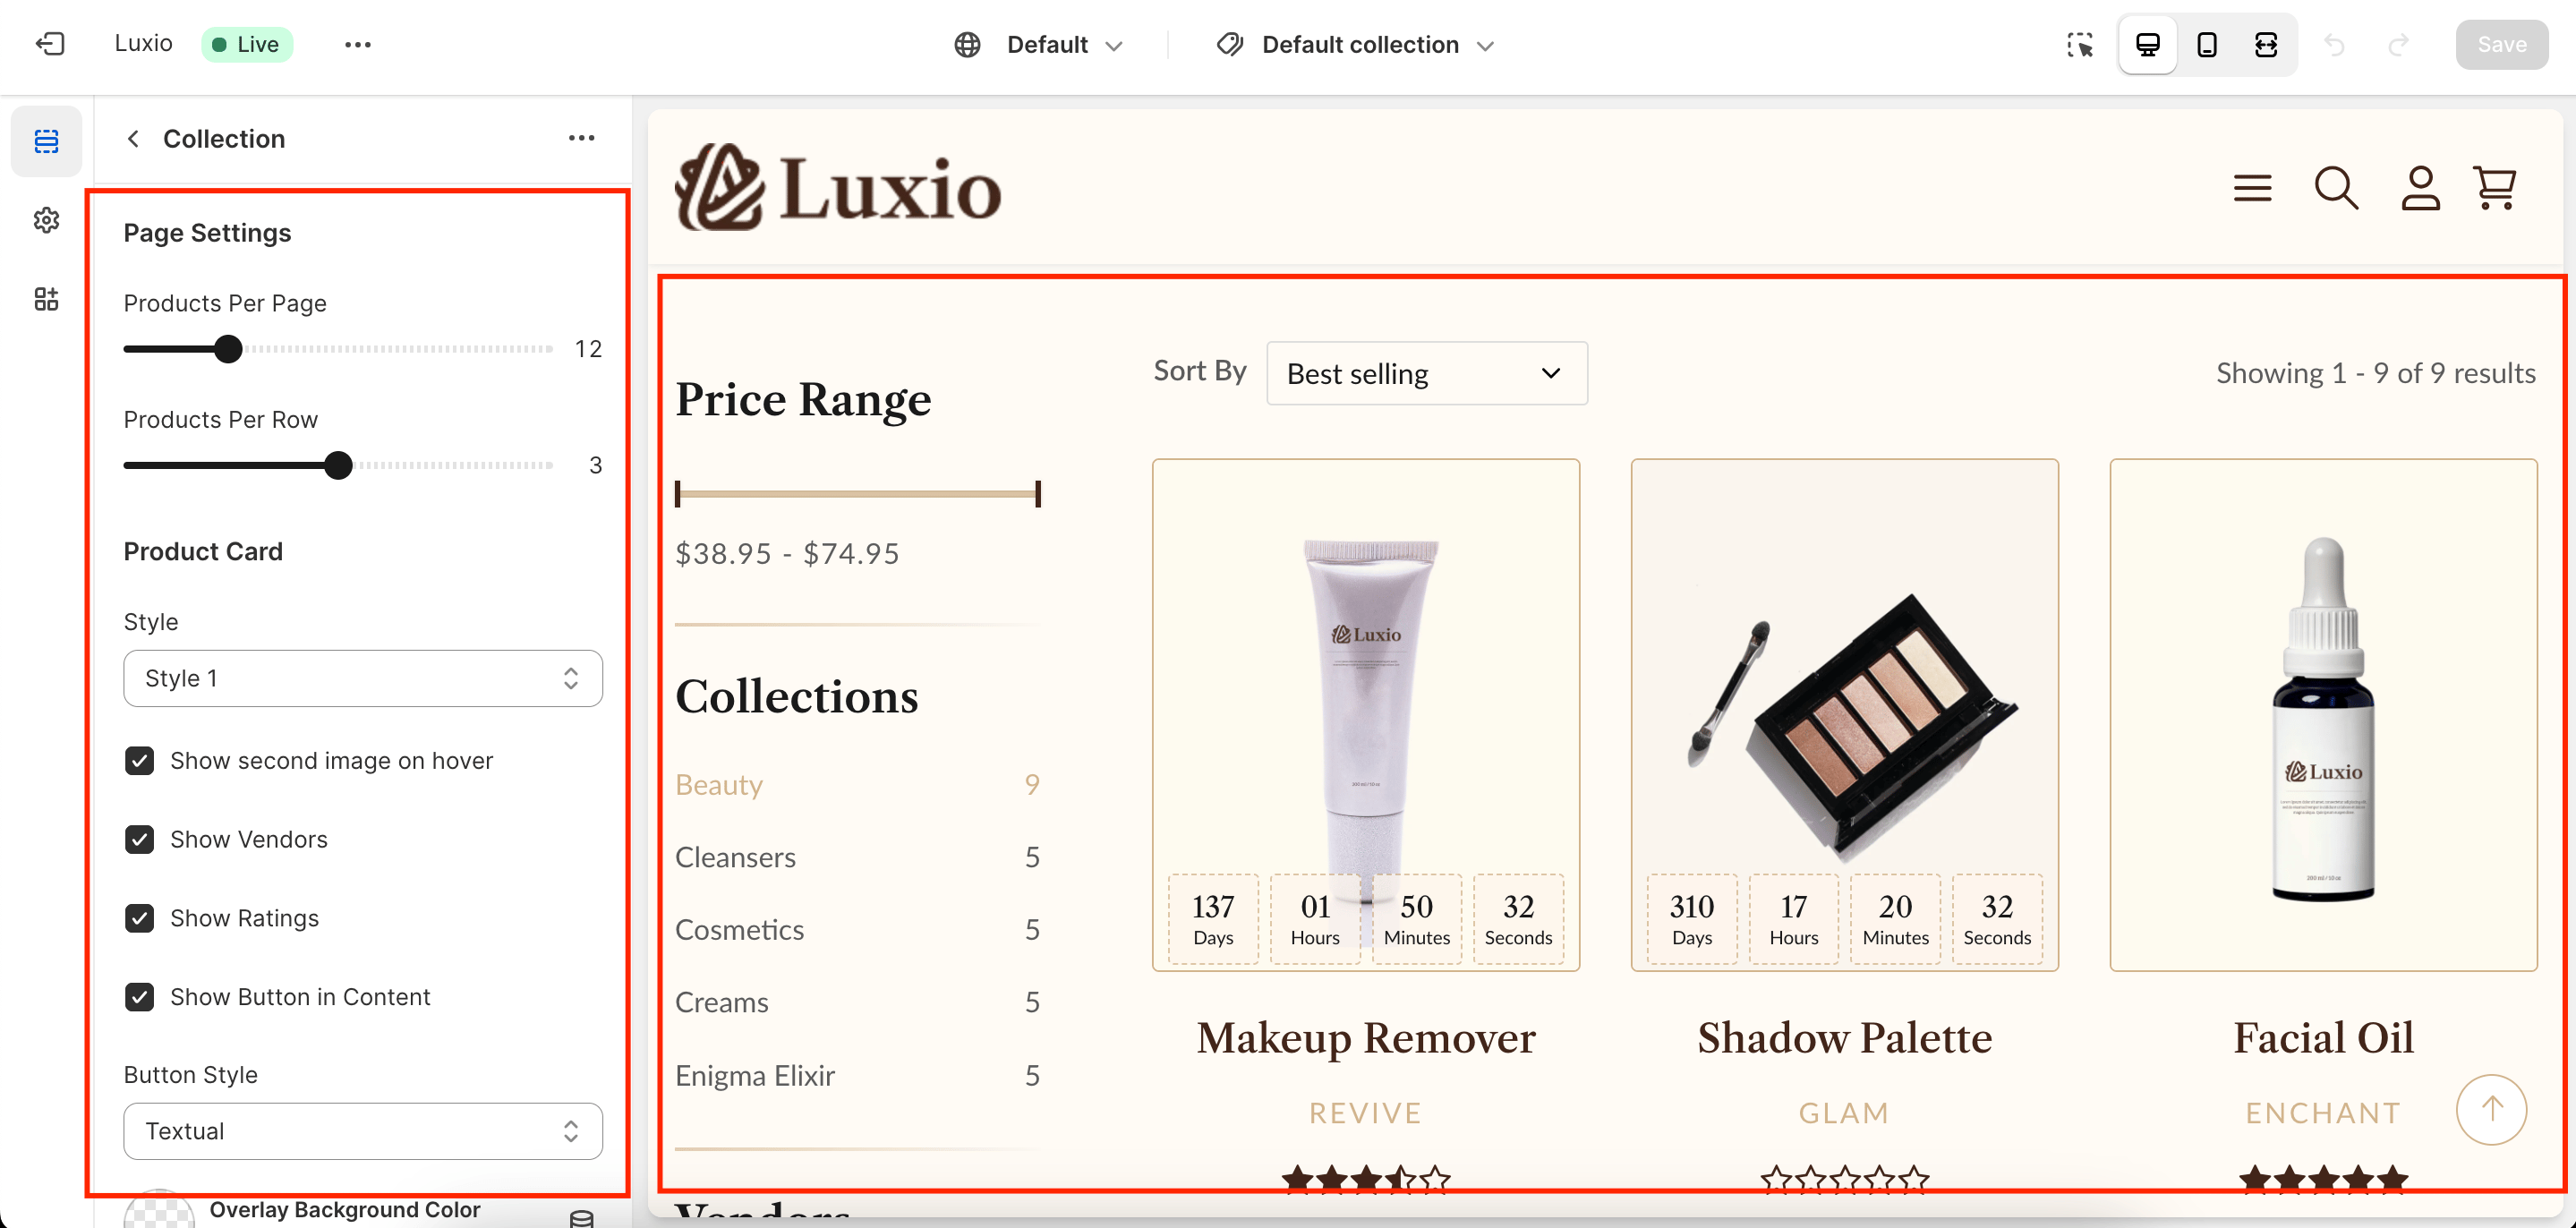 Luxio
Live
Default
Default collection
Save
Collection
Page Settings
Products Per Page
12
Products Per Row
3
Product Card
Style
Style 1
Show second image on hover
Show Vendors
Show Ratings
Show Button in Content
Button Style
Textual
Overlay Background Color
Luxio
Price Range
$38.95 - $74.95
Collections
Beauty 9
Cleansers 5
Cosmetics 5
Creams 5
Enigma Elixir 5
Vendors
Sort By
Best selling
Showing 1 - 9 of 9 results
Luxio
137 01 50 32
Days Hours Minutes Seconds
Makeup Remover
REVIVE
310 17 20 32
Days Hours Minutes Seconds
Shadow Palette
GLAM
Luxio
Facial Oil
ENCHANT